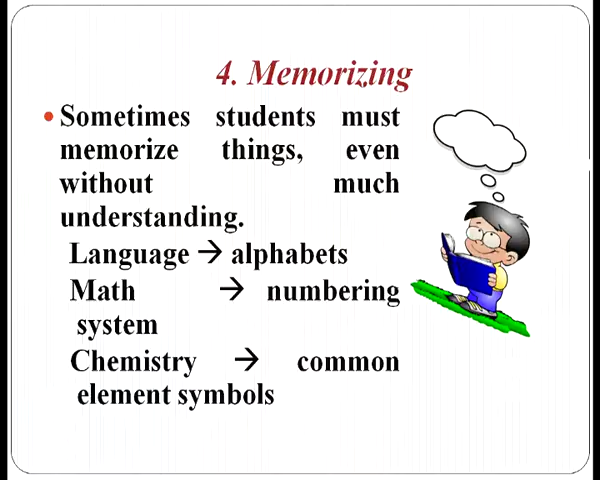 4. Memorizing
• Sometimes students must
memorize things, even
without much
understanding.
Language → alphabets
Math → numbering
system
Chemistry → common
element symbols